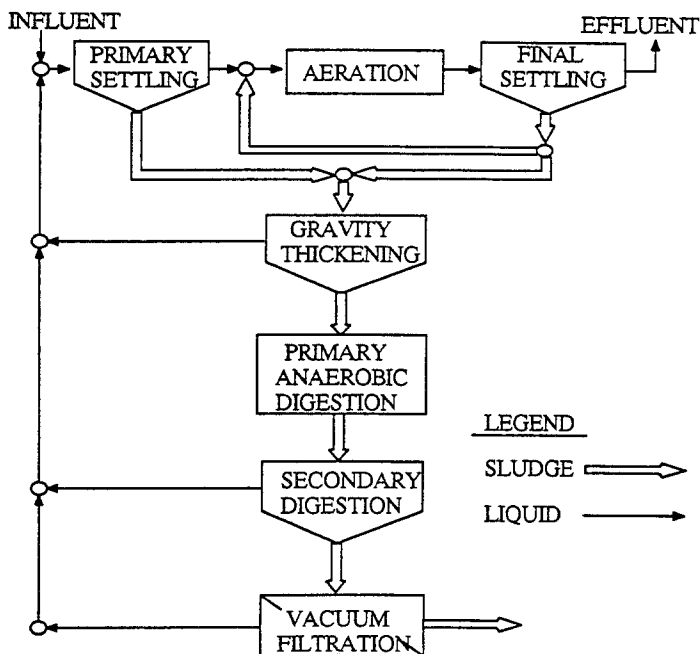 INFLUENT
PRIMARY
SETTLING
AERATION
FINAL
SETTLING
EFFLUENT
GRAVITY
THICKENING
PRIMARY
ANAEROBIC
DIGESTION
SECONDARY
DIGESTION
VACUUM
FILTRATION
LEGEND
SLUDGE
LIQUID